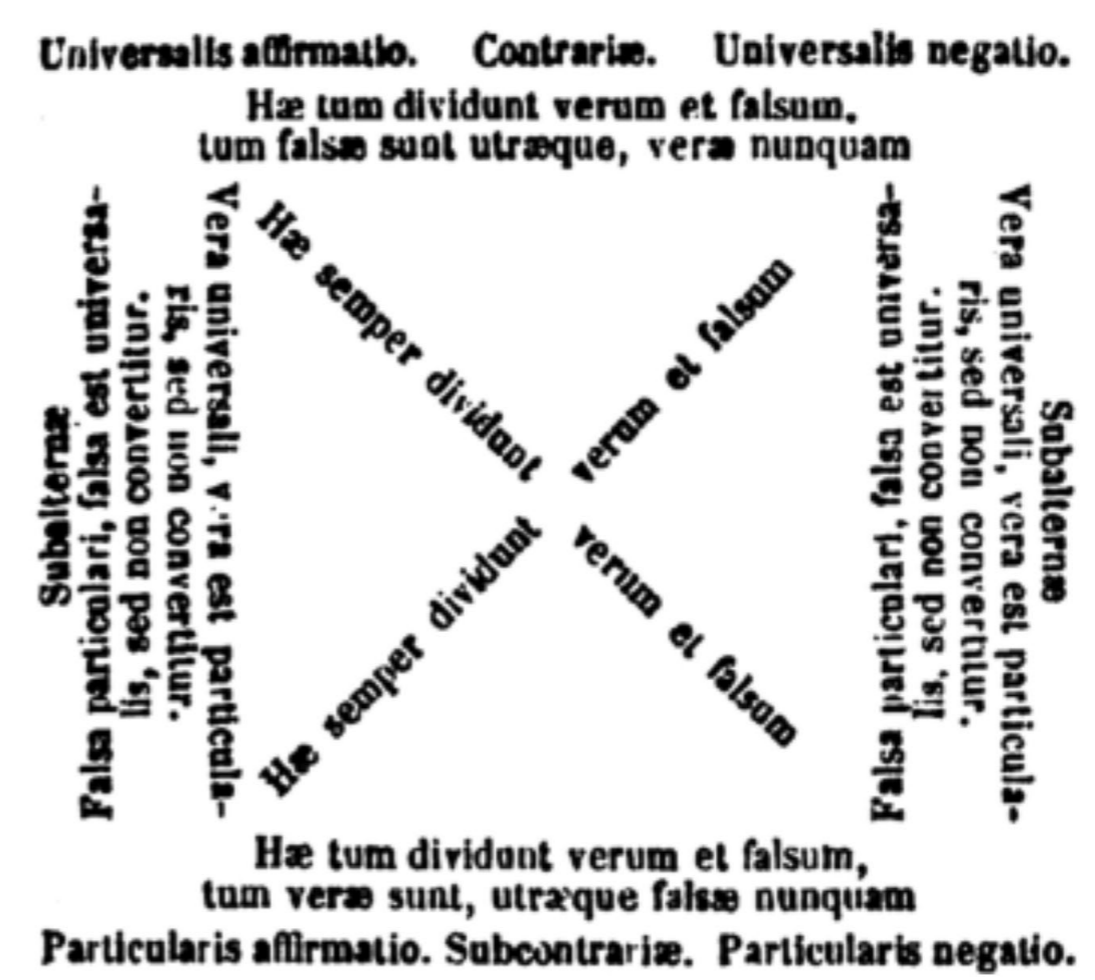 Universalis affirmatio. Contrariæ. Universalis negatio.
Hæ tum dividunt verum et falsum.
tum falsæ sunt utræque, veræ nunquam
Subalternæ
Falsa particulari, falsa est universa-
lis, sed non convertitur.
Vera universali, vera est particula-
ris, sed non convertitur.
Hæ semper dividunt verum et falsum
Hæ semper dividunt verum et falsum
Falsa particulari, falsa est universa-
lis, sed non convertitur.
Vera universali, vera est particula-
ris, sed non convertitur.
Subalternæ
Hæ tum dividunt verum et falsum,
tum veræ sunt, utræque falsæ nunquam
Particularis affirmatio. Subcontrariæ. Particularis negatio.